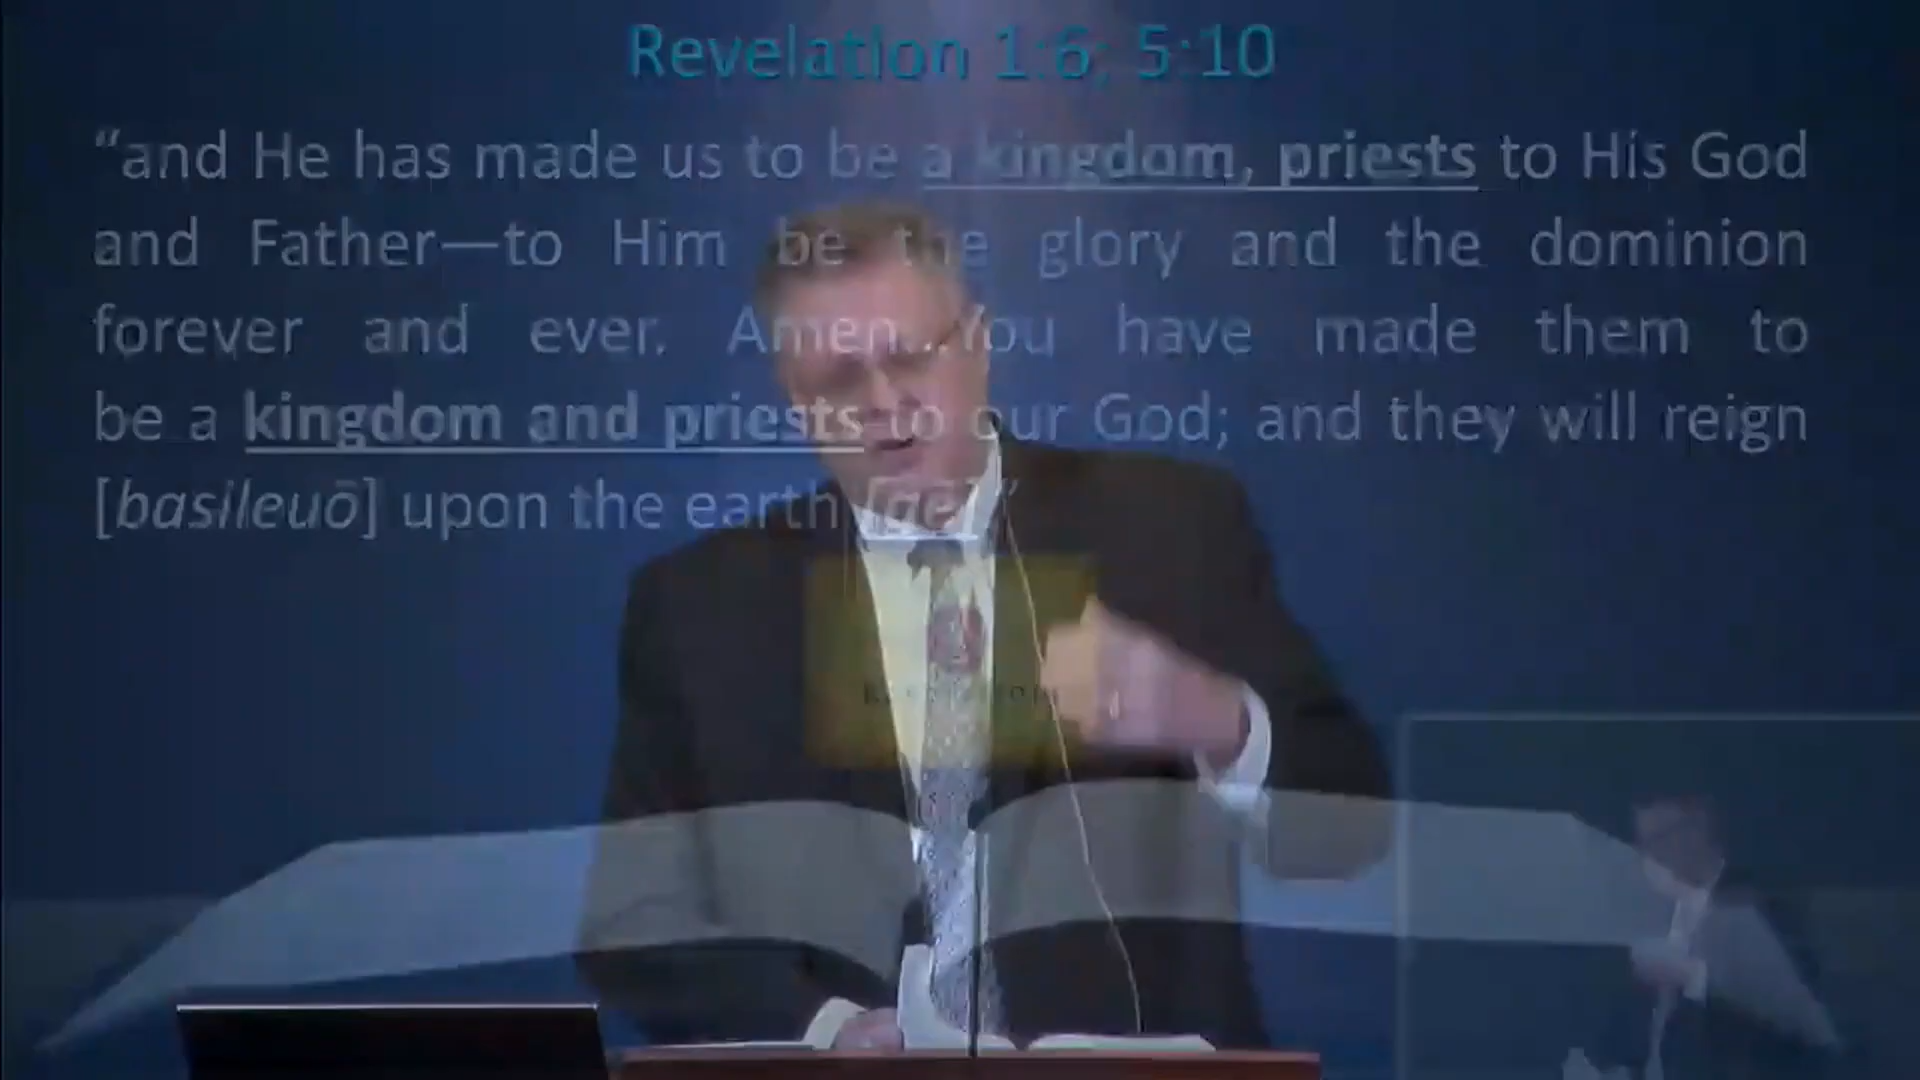 Revelation 1:6; 5:10
“and He has made us to be a kingdom, priests to His God
and Father—to Him be the glory and the dominion
forever and ever. Amen...You have made them to
be a kingdom and priests to our God; and they will reign
[basileuō] upon the earth [gē].”